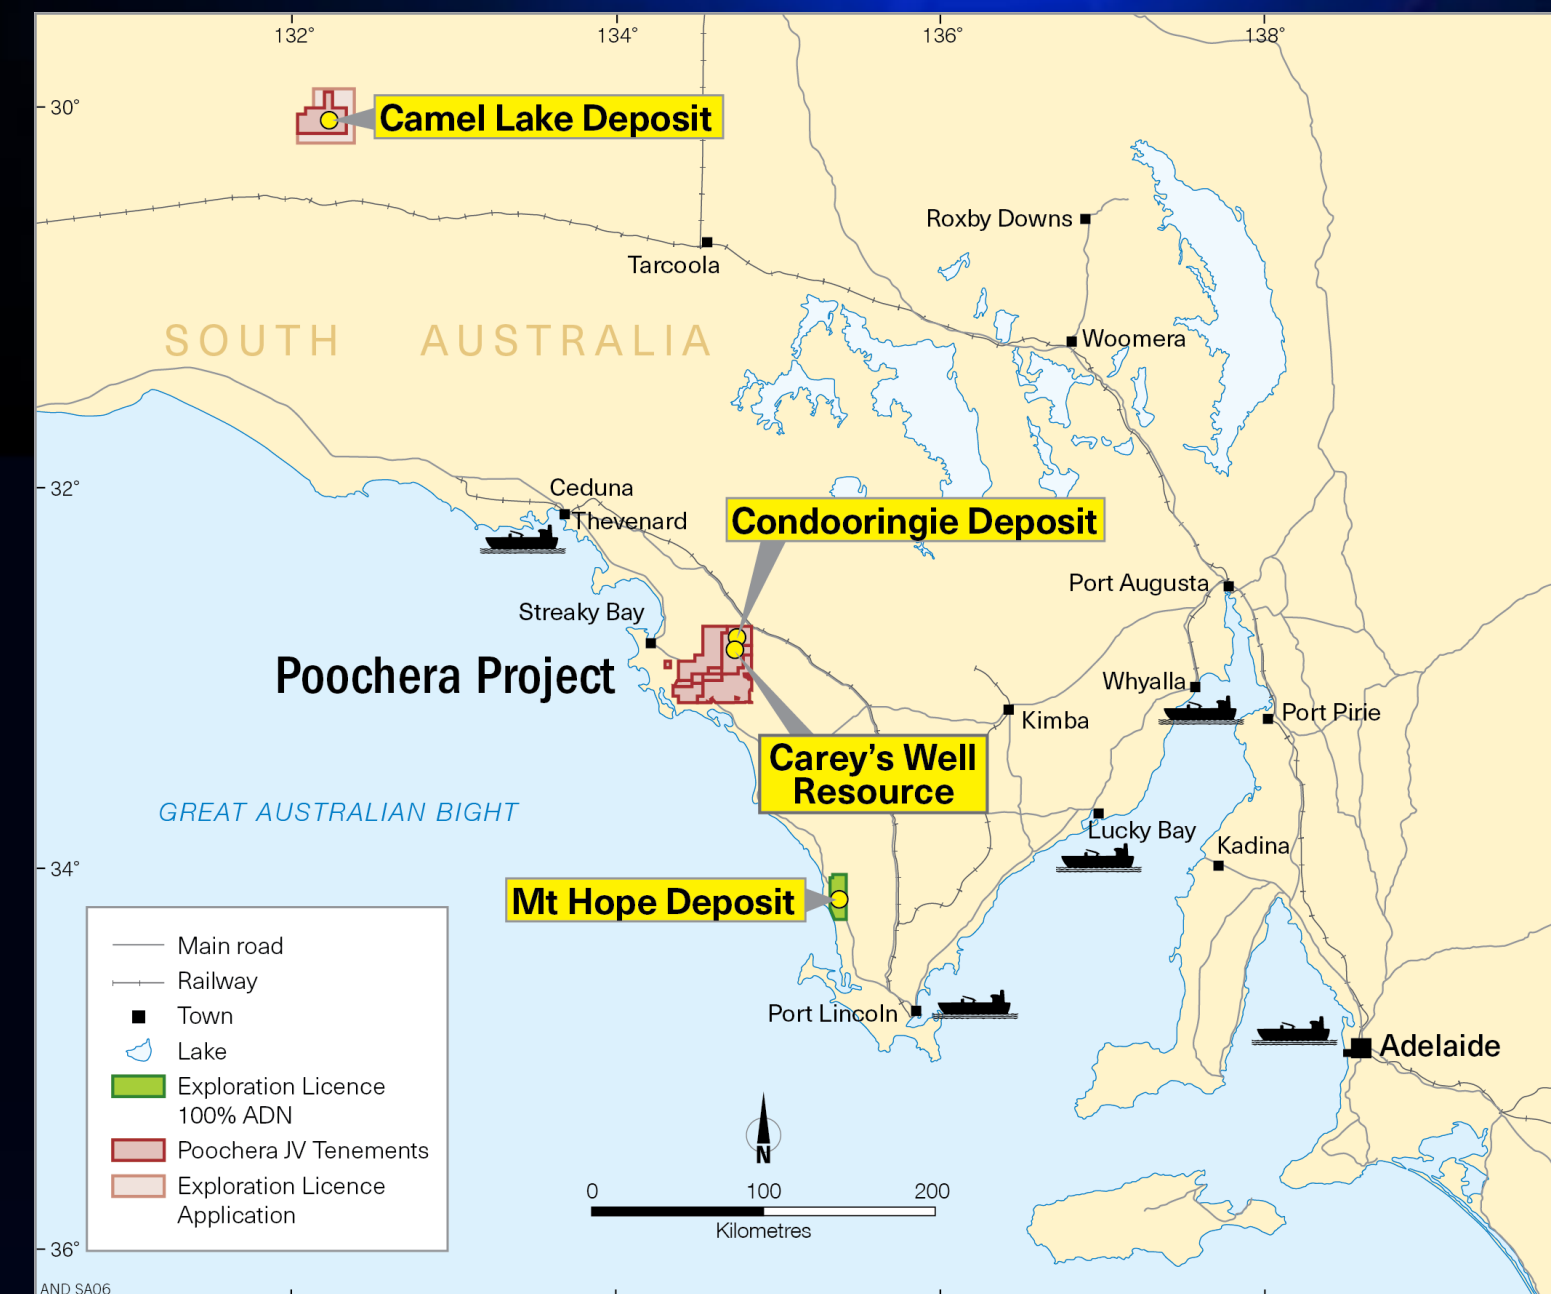 132°
134°
136°
138°
30°
Camel Lake Deposit
Roxby Downs
Tarcoola
SOUTH AUSTRALIA
Woomera
32°
Ceduna
Thevenard
Condooringie Deposit
Port Augusta
Streaky Bay
Poochera Project
Whyalla
Kimba
Port Pirie
Carey's Well
Resource
GREAT AUSTRALIAN BIGHT
Lucky Bay
Kadina
34°
Mt Hope Deposit
Main road
Railway
Town
Lake
Exploration Licence
100% ADN
Poochera JV Tenements
Exploration Licence
Application
Port Lincoln
Adelaide
N
0 100 200
Kilometres
36°
AND SA06